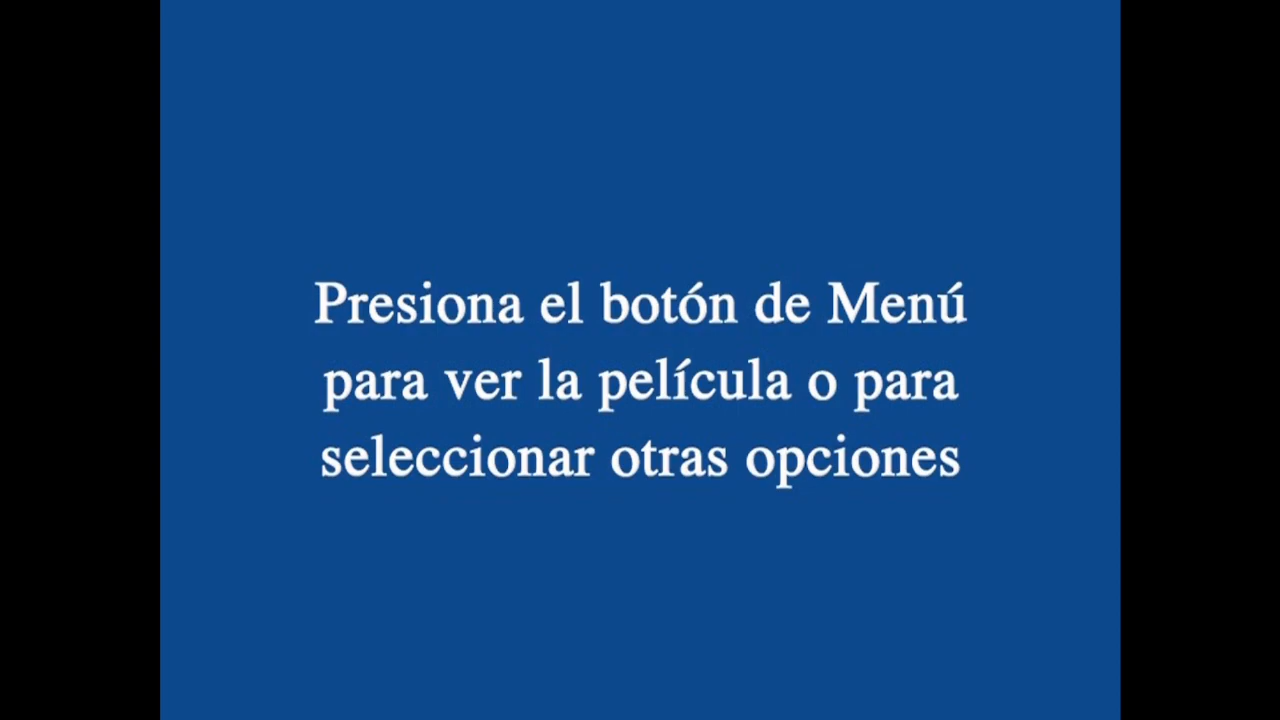 Presiona el botón de Menú
para ver la película o para
seleccionar otras opciones